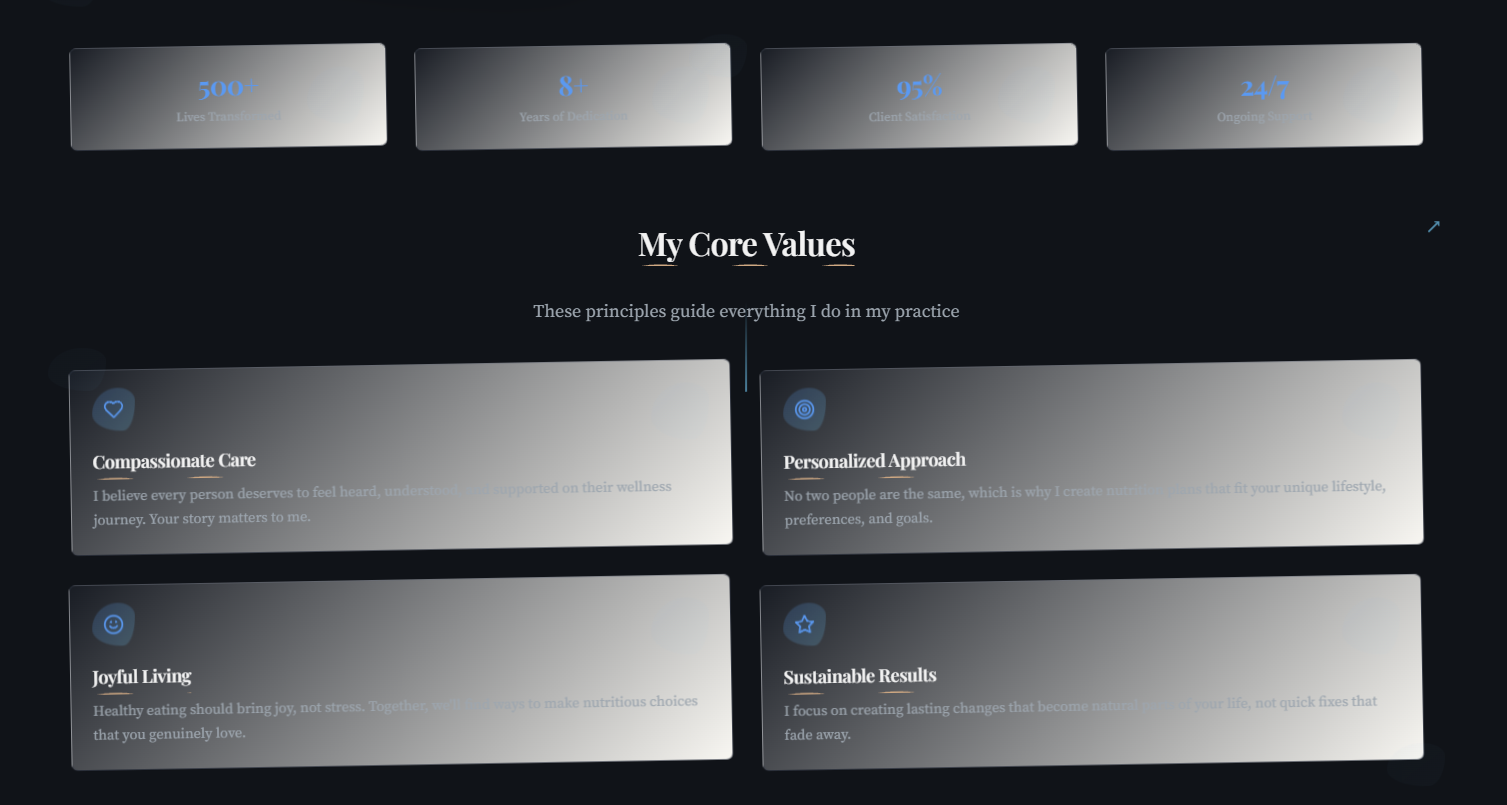 500+
8+
95%
24/7
Lives Transformed
Years of Dedication
Client Satisfaction
Ongoing Support
My Core Values
These principles guide everything I do in my practice
Compassionate Care
I believe every person deserves to feel heard, understood, and supported on their wellness
journey. Your story matters to me.
Personalized Approach
No two people are the same, which is why I create nutrition plans that fit your unique lifestyle,
preferences, and goals.
Joyful Living
Healthy eating should bring joy, not stress. Together, ways to make nutritious choices
that you genuinely love.
Sustainable Results
I focus on creating lasting changes that become natural of your life, not quick fixes that
fade away.